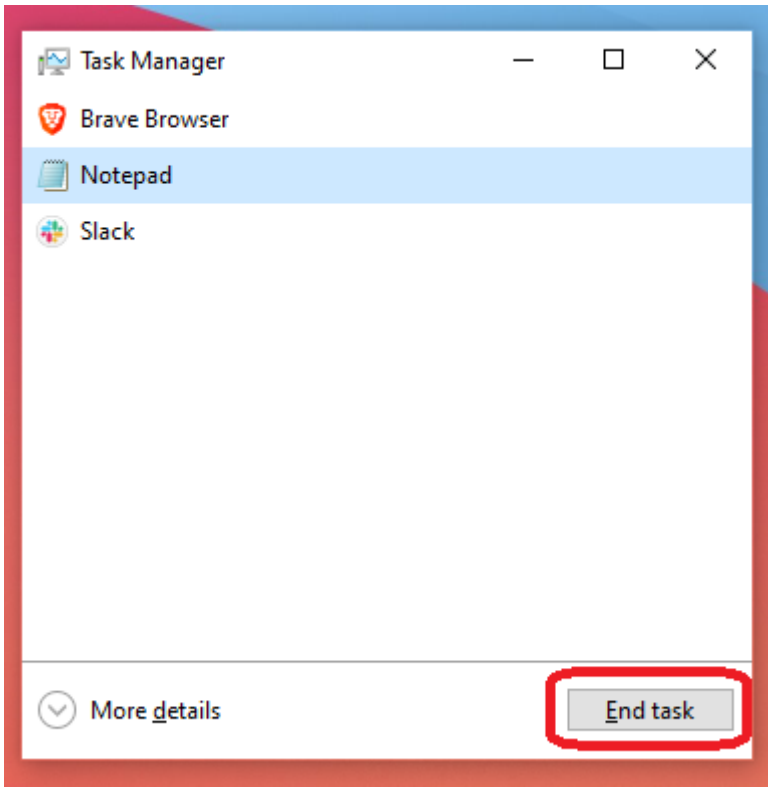 Task Manager
Brave Browser
Notepad
Slack
More details
End task